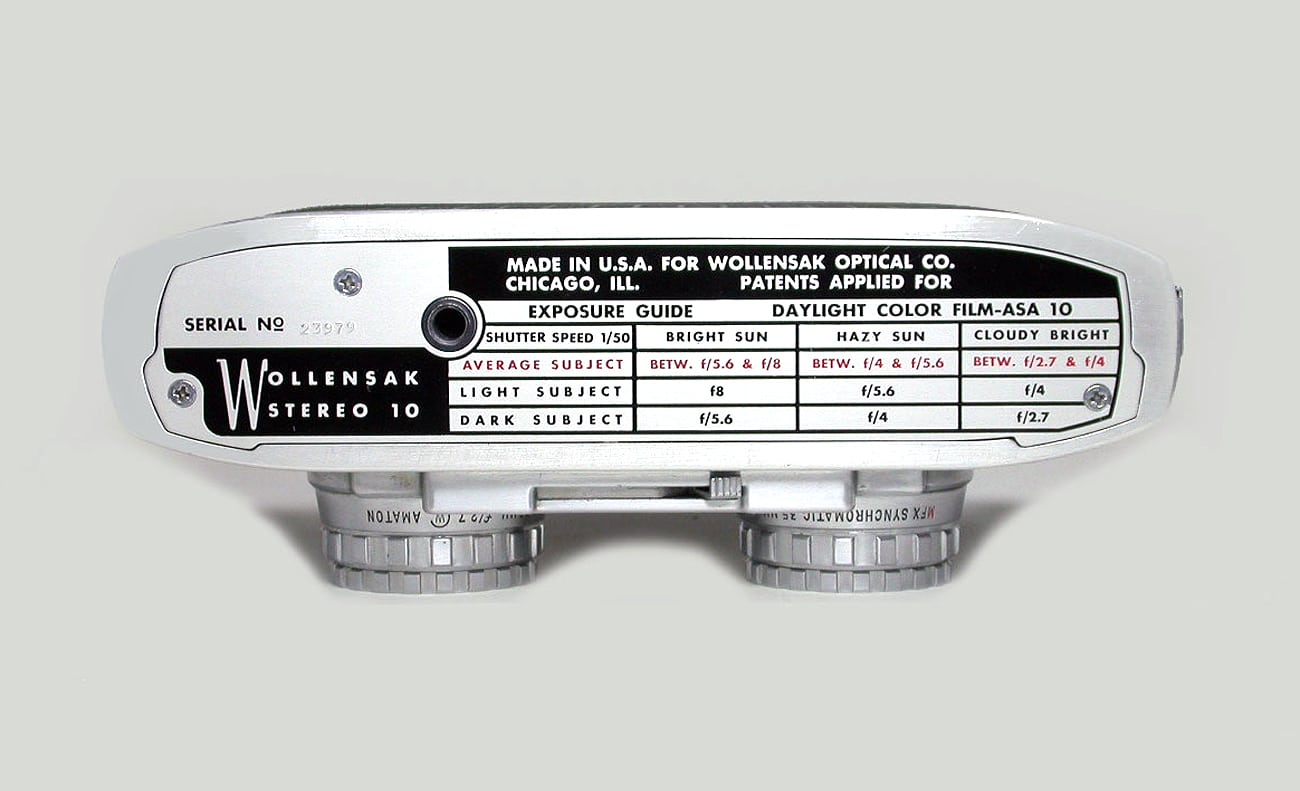 MADE IN U.S.A. FOR WOLLENSAK OPTICAL CO.
CHICAGO, ILL. PATENTS APPLIED FOR
SERIAL Nº 23979
EXPOSURE GUIDE DAYLIGHT COLOR FILM-ASA 10
SHUTTER SPEED 1/50 BRIGHT SUN HAZY SUN CLOUDY BRIGHT
AVERAGE SUBJECT BETW. f/5.6 & f/8 BETW. f/4 & f/5.6 BETW. f/2.7 & f/4
LIGHT SUBJECT f8 f/5.6 f/4
DARK SUBJECT f/5.6 f/4 f/2.7
WOLLENSAK
STEREO 10
f/2.7 W AMATON
MFX SYNCHROMATIC 35